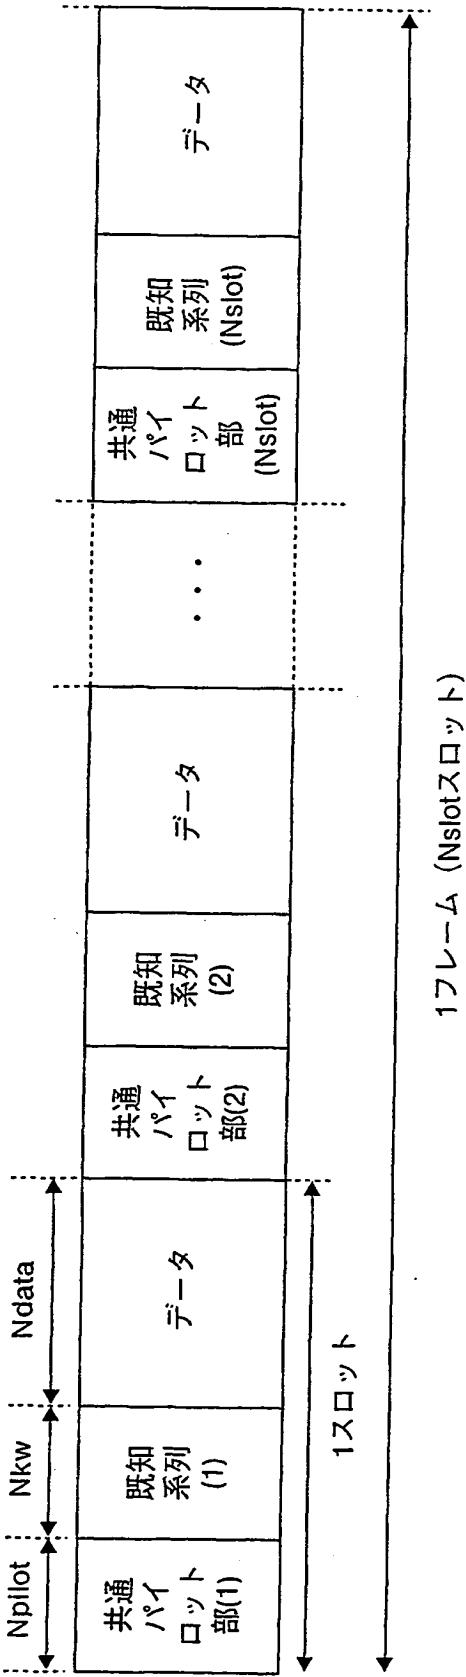 Npilot
Nkw
Ndata
共通
パイ
ロット
部(1)
既知
系列
(1)
データ
共通
パイ
ロット
部(2)
既知
系列
(2)
データ
・・・
共通
パイ
ロット
部
(Nslot)
既知
系列
(Nslot)
データ
1スロット
1フレーム (Nslotスロット)